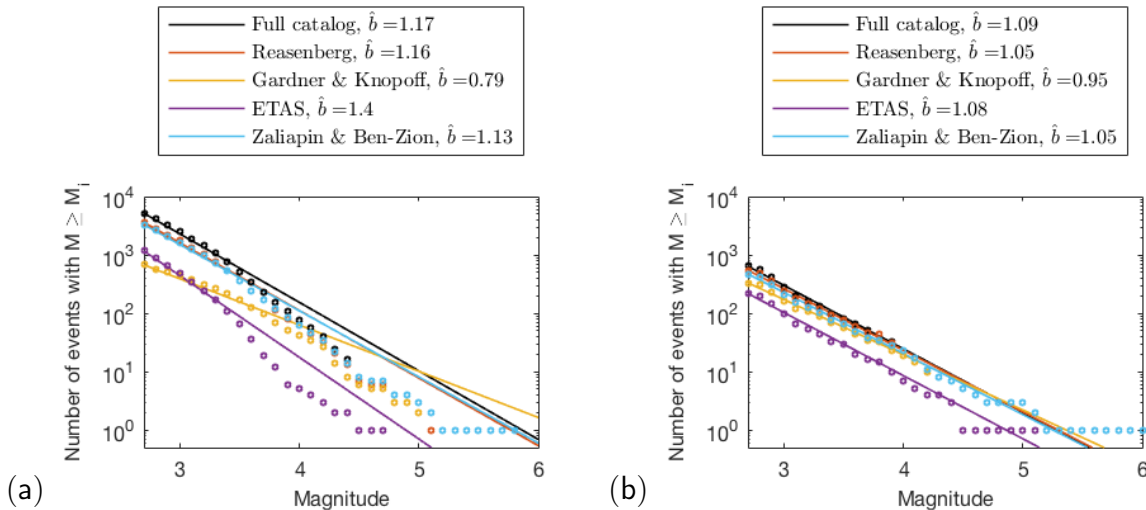 Full catalog, b̂ =1.17
Reasenberg, b̂ =1.16
Gardner & Knopoff, b̂ =0.79
ETAS, b̂ =1.4
Zaliapin & Ben-Zion, b̂ =1.13
Number of events with M ≥ M_i
10^4
10^3
10^2
10^1
10^0
3 4 5 6
Magnitude
(a)
Full catalog, b̂ =1.09
Reasenberg, b̂ =1.05
Gardner & Knopoff, b̂ =0.95
ETAS, b̂ =1.08
Zaliapin & Ben-Zion, b̂ =1.05
Number of events with M ≥ M_i
10^4
10^3
10^2
10^1
10^0
3 4 5 6
Magnitude
(b)